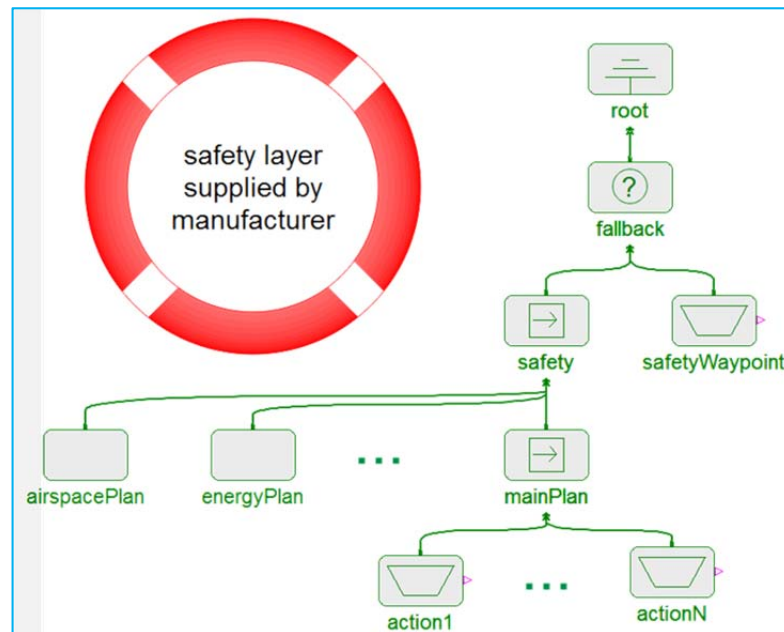 safety layer
supplied by
manufacturer
root
?
fallback
safety
safetyWaypoint
airspacePlan
energyPlan
...
mainPlan
action1
...
actionN